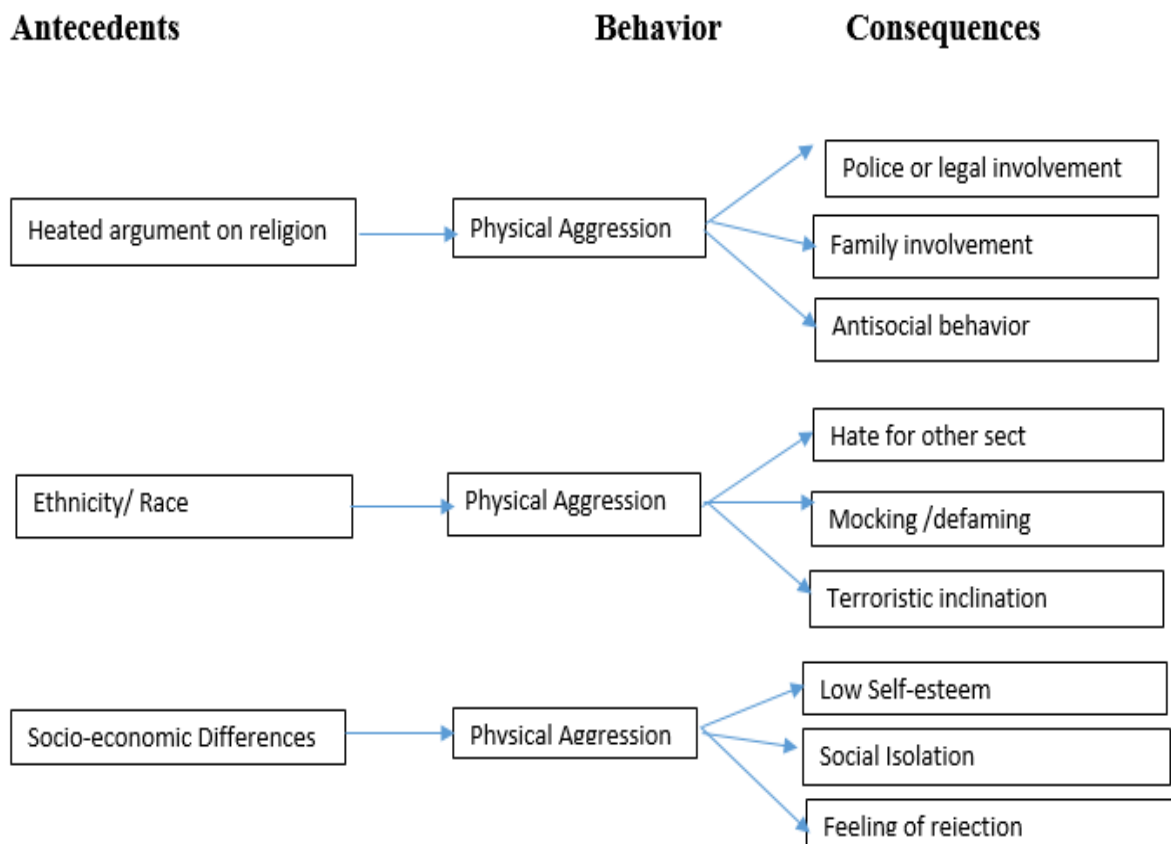 Antecedents Behavior Consequences
Police or legal involvement
Heated argument on religion Physical Aggression
Family involvement
Antisocial behavior
Hate for other sect
Ethnicity/ Race Physical Aggression
Mocking /defaming
Terroristic inclination
Low Self-esteem
Socio-economic Differences Physical Aggression
Social Isolation
Feeling of rejection